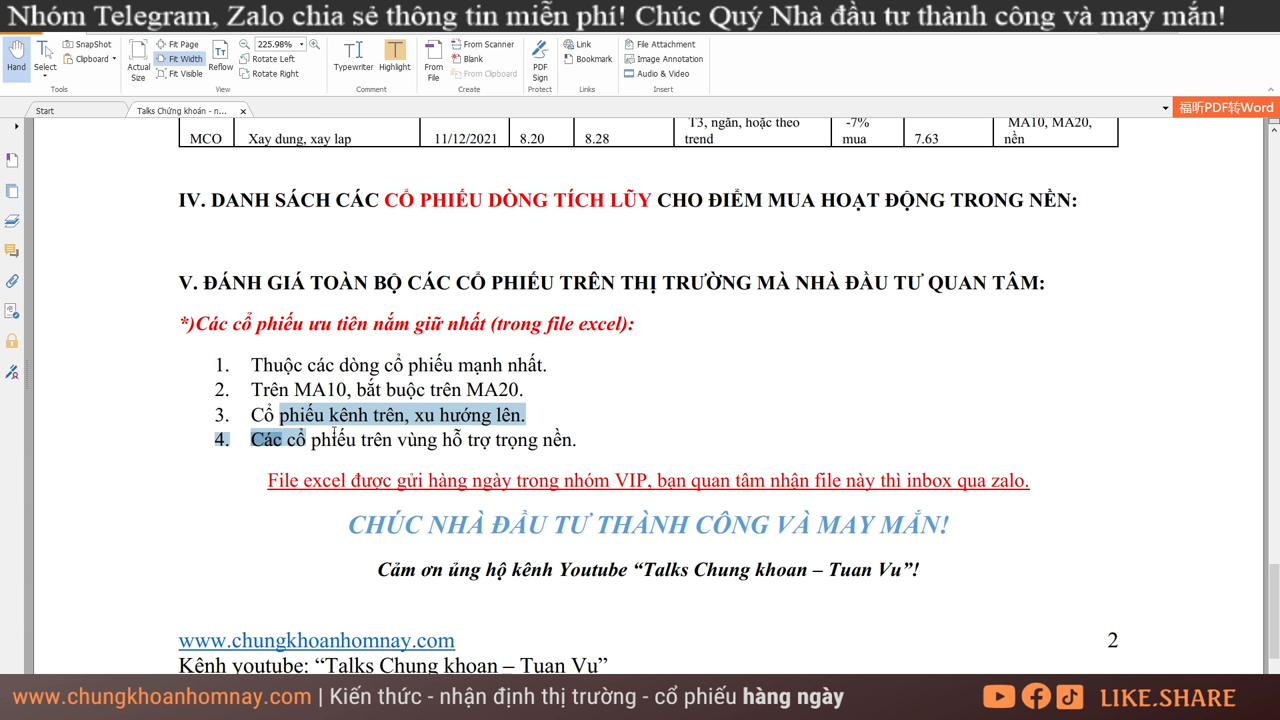 Nhóm Telegram, Zalo chia sẻ thông tin miễn phí! Chúc Quý Nhà đầu tư thành công và may mắn!
Hand
Select
SnapShot
Clipboard
Tools
Actual Size
Fit Page
Fit Width
Fit Visible
Reflow
225.98%
Rotate Left
Rotate Right
View
Typewriter
Highlight
Comment
From File
From Scanner
Blank
From Clipboard
Create
PDF Sign
Protect
Link
Bookmark
Links
File Attachment
Image Annotation
Audio & Video
Insert
Start
Talks Chứng khoán - n...
福昕PDF转Word
MCO Xay dung, xay lap 11/12/2021 8.20 8.28 T3, ngắn, hoặc theo trend -7% mua 7.63 MA10, MA20, nền
IV. DANH SÁCH CÁC CỔ PHIẾU DÒNG TÍCH LŨY CHO ĐIỂM MUA HOẠT ĐỘNG TRONG NỀN:
V. ĐÁNH GIÁ TOÀN BỘ CÁC CỔ PHIẾU TRÊN THỊ TRƯỜNG MÀ NHÀ ĐẦU TƯ QUAN TÂM:
*)Các cổ phiếu ưu tiên nắm giữ nhất (trong file excel):
1. Thuộc các dòng cổ phiếu mạnh nhất.
2. Trên MA10, bắt buộc trên MA20.
3. Cổ phiếu kênh trên, xu hướng lên.
4. Các cổ phiếu trên vùng hỗ trợ trọng nền.
File excel được gửi hàng ngày trong nhóm VIP, bạn quan tâm nhận file này thì inbox qua zalo.
CHÚC NHÀ ĐẦU TƯ THÀNH CÔNG VÀ MAY MẮN!
Cảm ơn ủng hộ kênh Youtube “Talks Chung khoan – Tuan Vu”!
www.chungkhoanhomnay.com 2
Kênh youtube: “Talks Chung khoan – Tuan Vu”
www.chungkhoanhomnay.com | Kiến thức - nhận định thị trường - cổ phiếu hàng ngày LIKE.SHARE